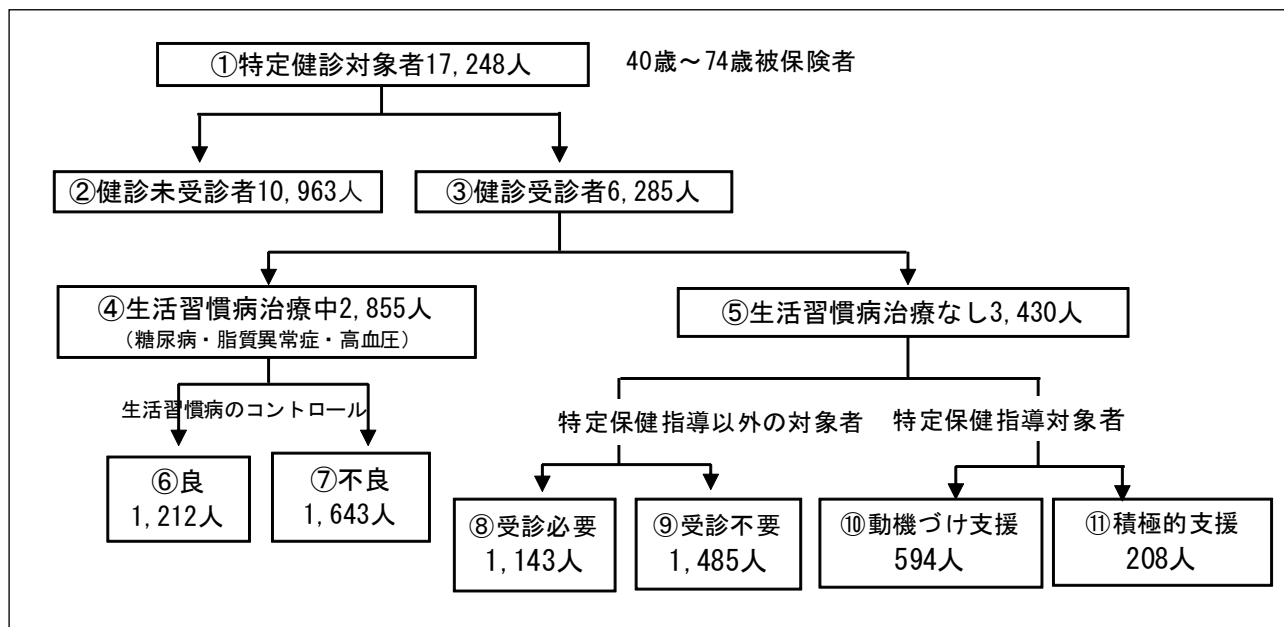 ①特定健診対象者17,248人
40歳～74歳被保険者
②健診未受診者10,963人
③健診受診者6,285人
④生活習慣病治療中2,855人
（糖尿病・脂質異常症・高血圧）
⑤生活習慣病治療なし3,430人
生活習慣病のコントロール
特定保健指導以外の対象者
特定保健指導対象者
⑥良
1,212人
⑦不良
1,643人
⑧受診必要
1,143人
⑨受診不要
1,485人
⑩動機づけ支援
594人
⑪積極的支援
208人